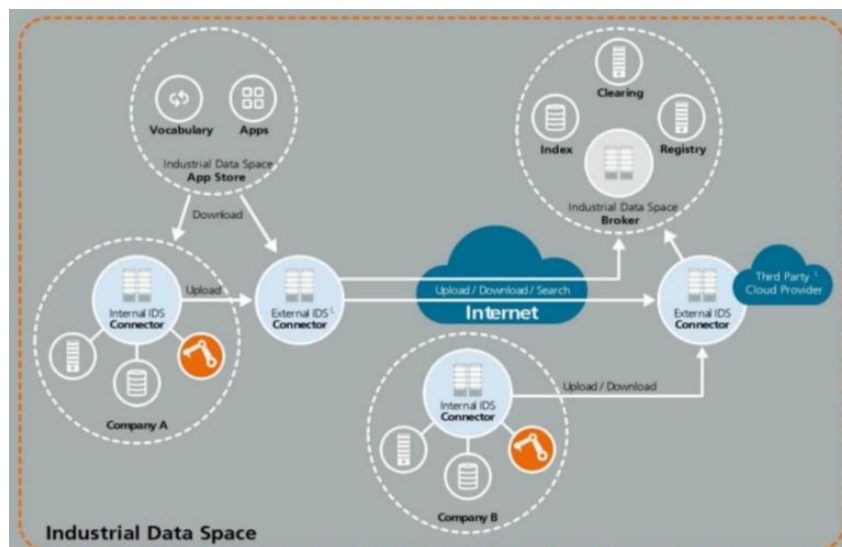 Clearing
Vocabulary
Apps
Index
Registry
Industrial Data Space
App Store
Industrial Data Space
Broker
Download
Upload
Internal IDS
Connector
External IDS
Connector
Upload / Download / Search
Internet
External IDS
Connector
Third Party
Cloud Provider
Company A
Internal IDS
Connector
Upload / Download
Company B
Industrial Data Space